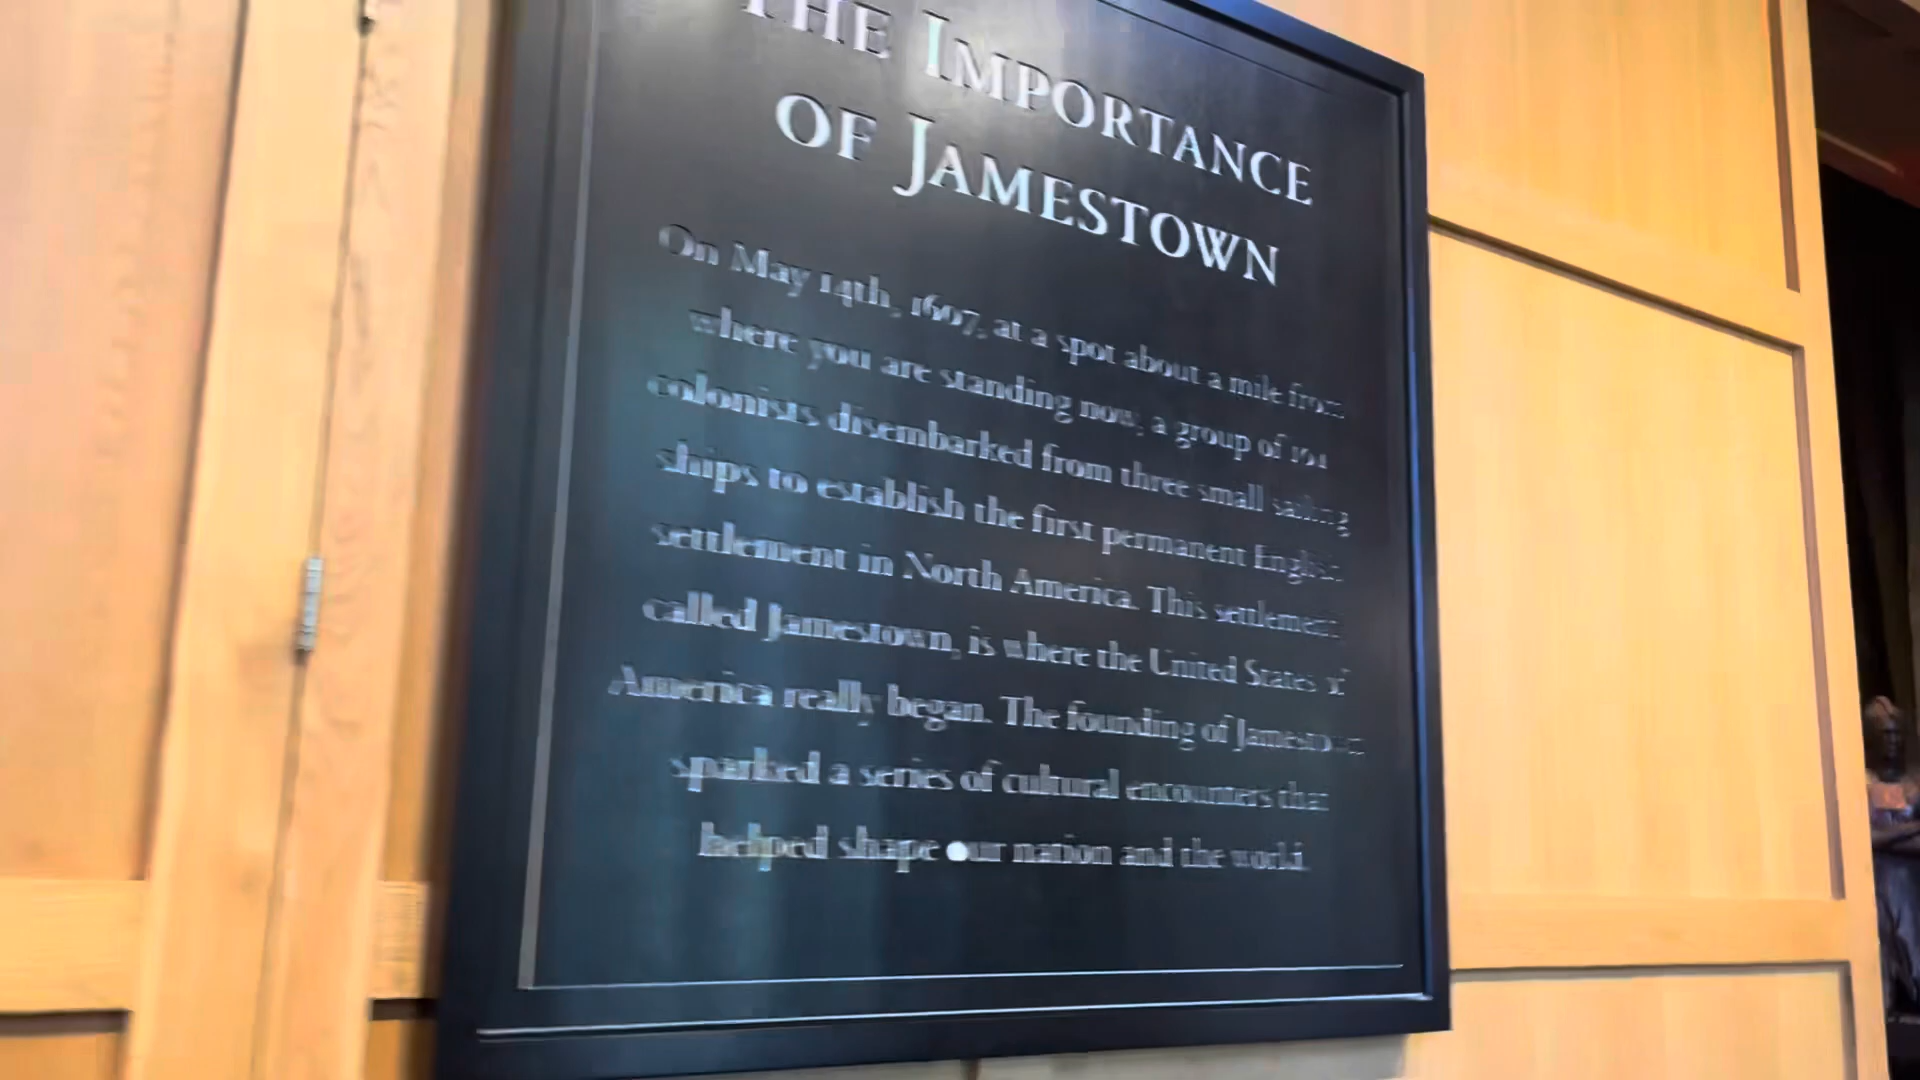 THE IMPORTANCE
OF JAMESTOWN
On May 14th, 1607, at a spot about a mile from
where you are standing now, a group of 104
colonists disembarked from three small sailing
ships to establish the first permanent English
settlement in North America. This settlement,
called Jamestown, is where the United States of
America really began. The founding of Jamestown
sparked a series of cultural encounters that
helped shape our nation and the world.